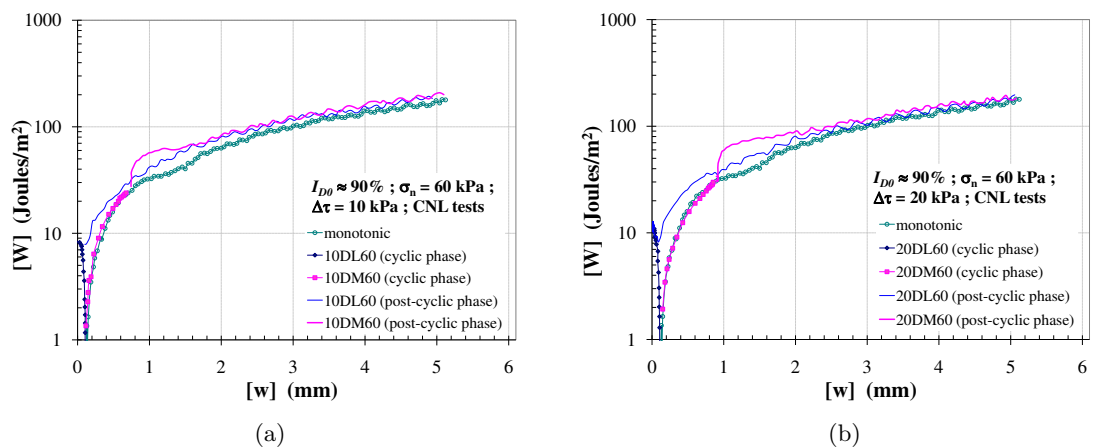 1000
100
10
1
[W] (Joules/m²)
0 1 2 3 4 5 6
[w] (mm)
I_D0 ≈ 90% ; σ_n = 60 kPa ;
Δτ = 10 kPa ; CNL tests
monotonic
10DL60 (cyclic phase)
10DM60 (cyclic phase)
10DL60 (post-cyclic phase)
10DM60 (post-cyclic phase)
(a)
1000
100
10
1
[W] (Joules/m²)
0 1 2 3 4 5 6
[w] (mm)
I_D0 ≈ 90% ; σ_n = 60 kPa ;
Δτ = 20 kPa ; CNL tests
monotonic
20DL60 (cyclic phase)
20DM60 (cyclic phase)
20DL60 (post-cyclic phase)
20DM60 (post-cyclic phase)
(b)